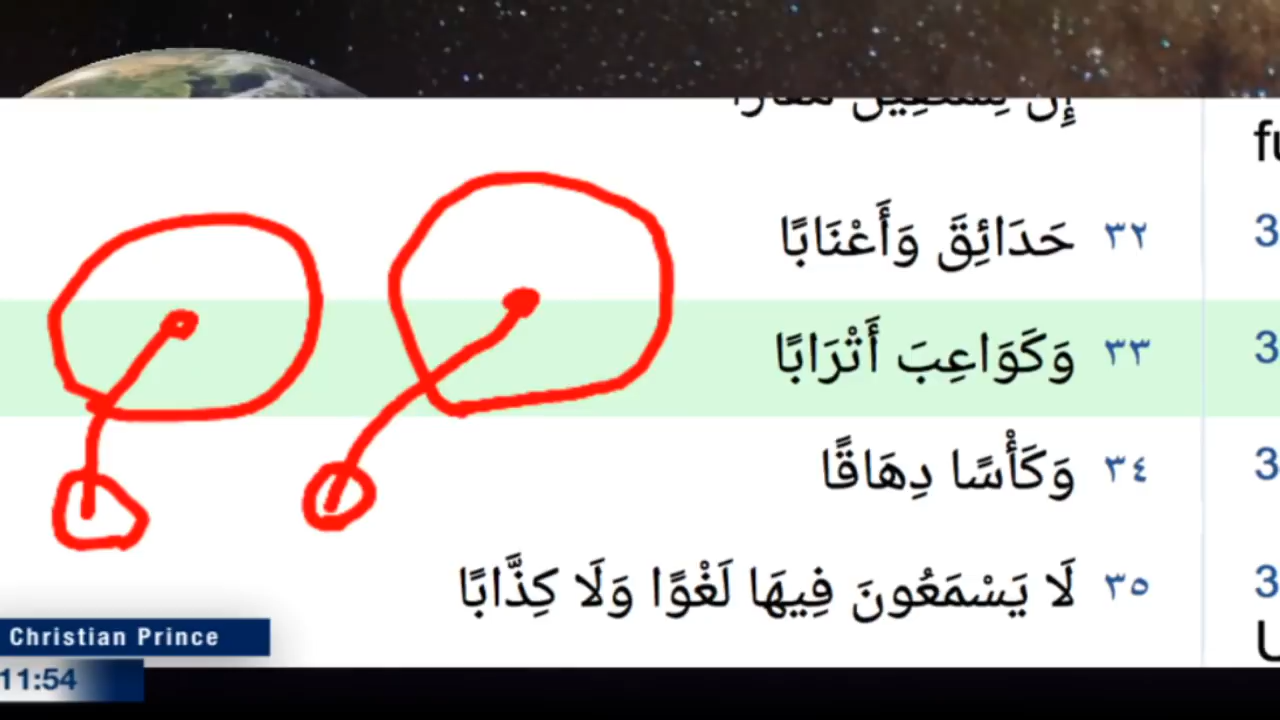 ٣٢ حَدَائِقَ وَأَعْنَابًا
٣٣ وَكَوَاعِبَ أَتْرَابًا
٣٤ وَكَأْسًا دِهَاقًا
٣٥ لَا يَسْمَعُونَ فِيهَا لَغْوًا وَلَا كِذَّابًا
Christian Prince
11:54